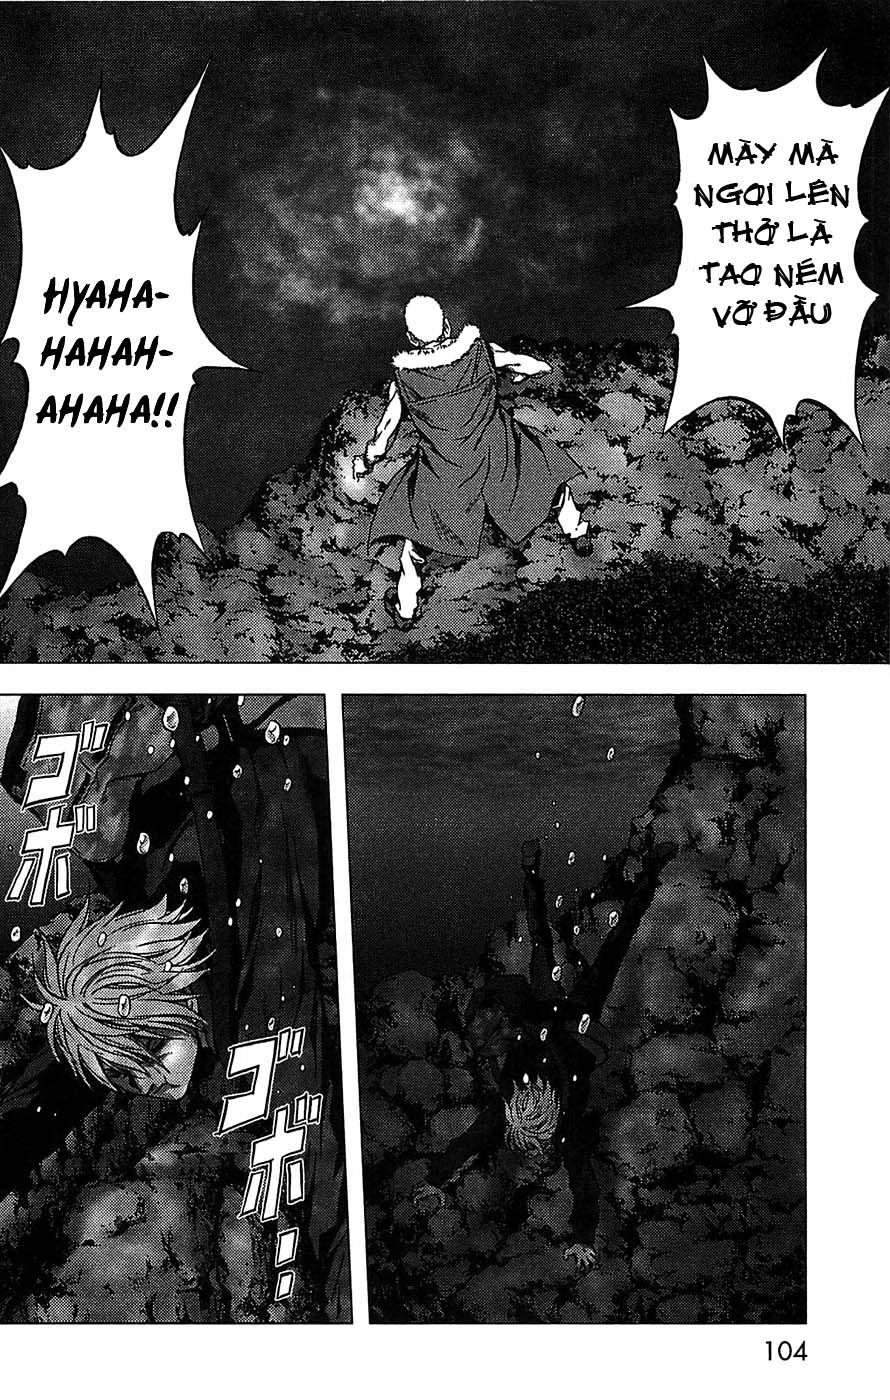 MÀY MÀ
NGOI LÊN
THỞ LÀ
TAO NÉM
VỠ ĐẦU
HYAHA-
HAHAH-
AHAHA!!
ゴボ
ゴボ…
104